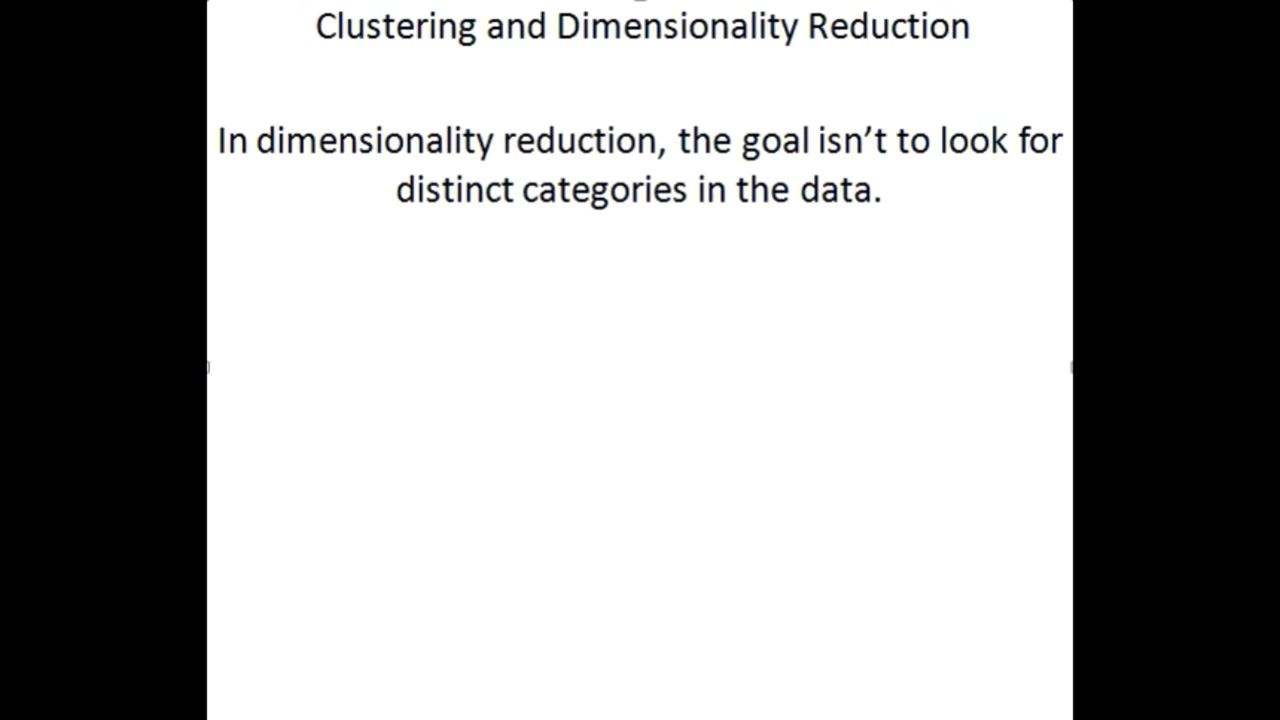 Clustering and Dimensionality Reduction
In dimensionality reduction, the goal isn’t to look for
distinct categories in the data.